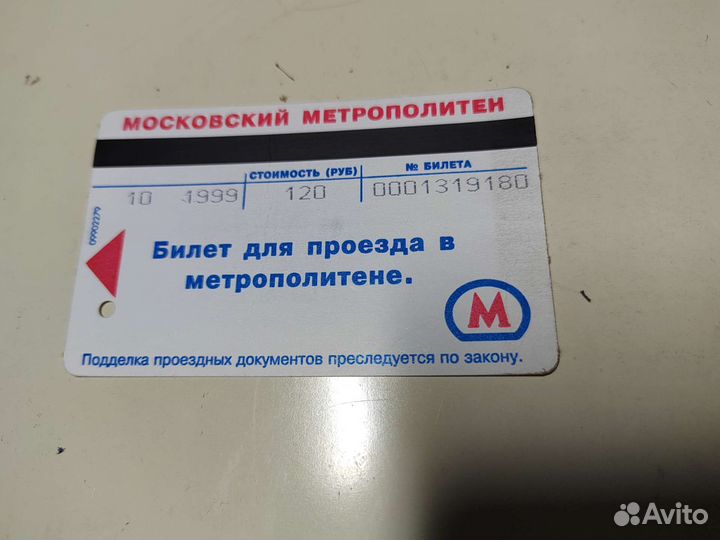 МОСКОВСКИЙ МЕТРОПОЛИТЕН
СТОИМОСТЬ (РУБ) № БИЛЕТА
10 1999 120 0001319180
09902279
Билет для проезда в
метрополитене.
М
Подделка проездных документов преследуется по закону.
Avito